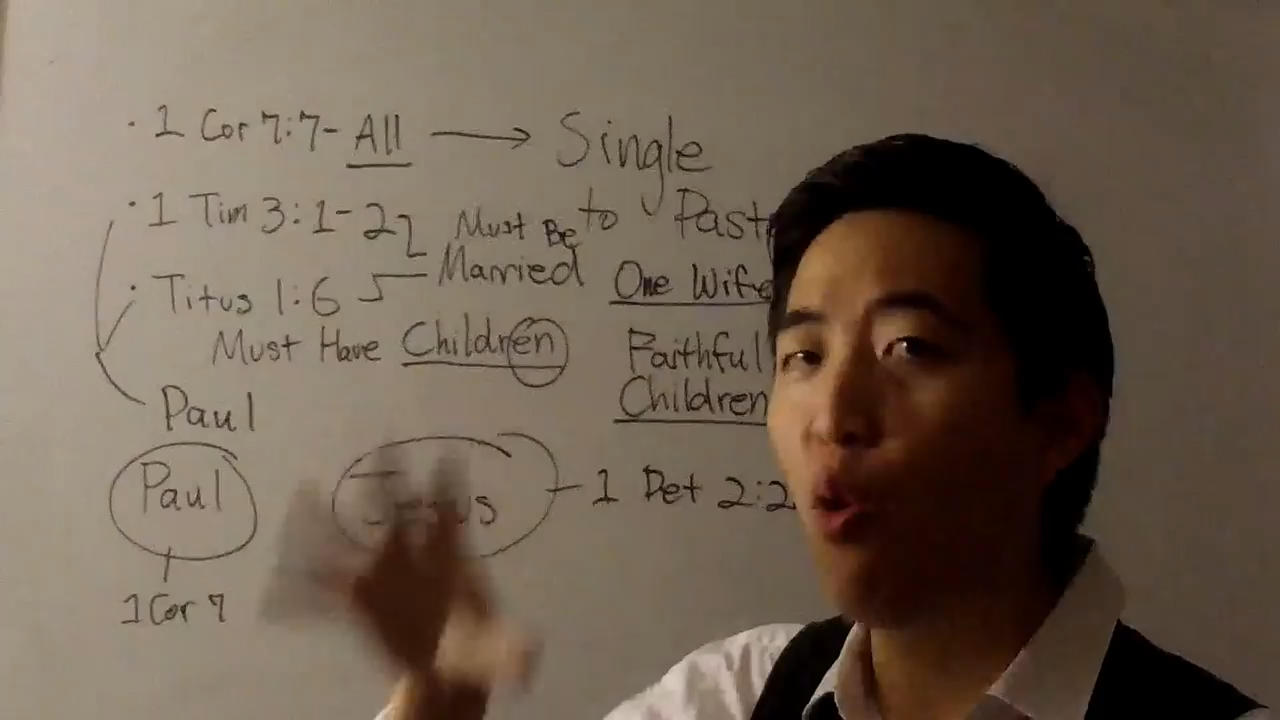 · 1 Cor 7:7- All → Single
· 1 Tim 3:1-2 Must Be to Past
· Titus 1:6 Married One Wife
Must Have Children Faithful
Paul Children
Paul Jesus 1 Pet 2:2
1 Cor 7